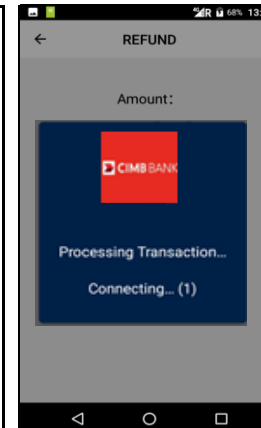 R 68% 13:
REFUND
Amount:
CIMB BANK
Processing Transaction...
Connecting... (1)